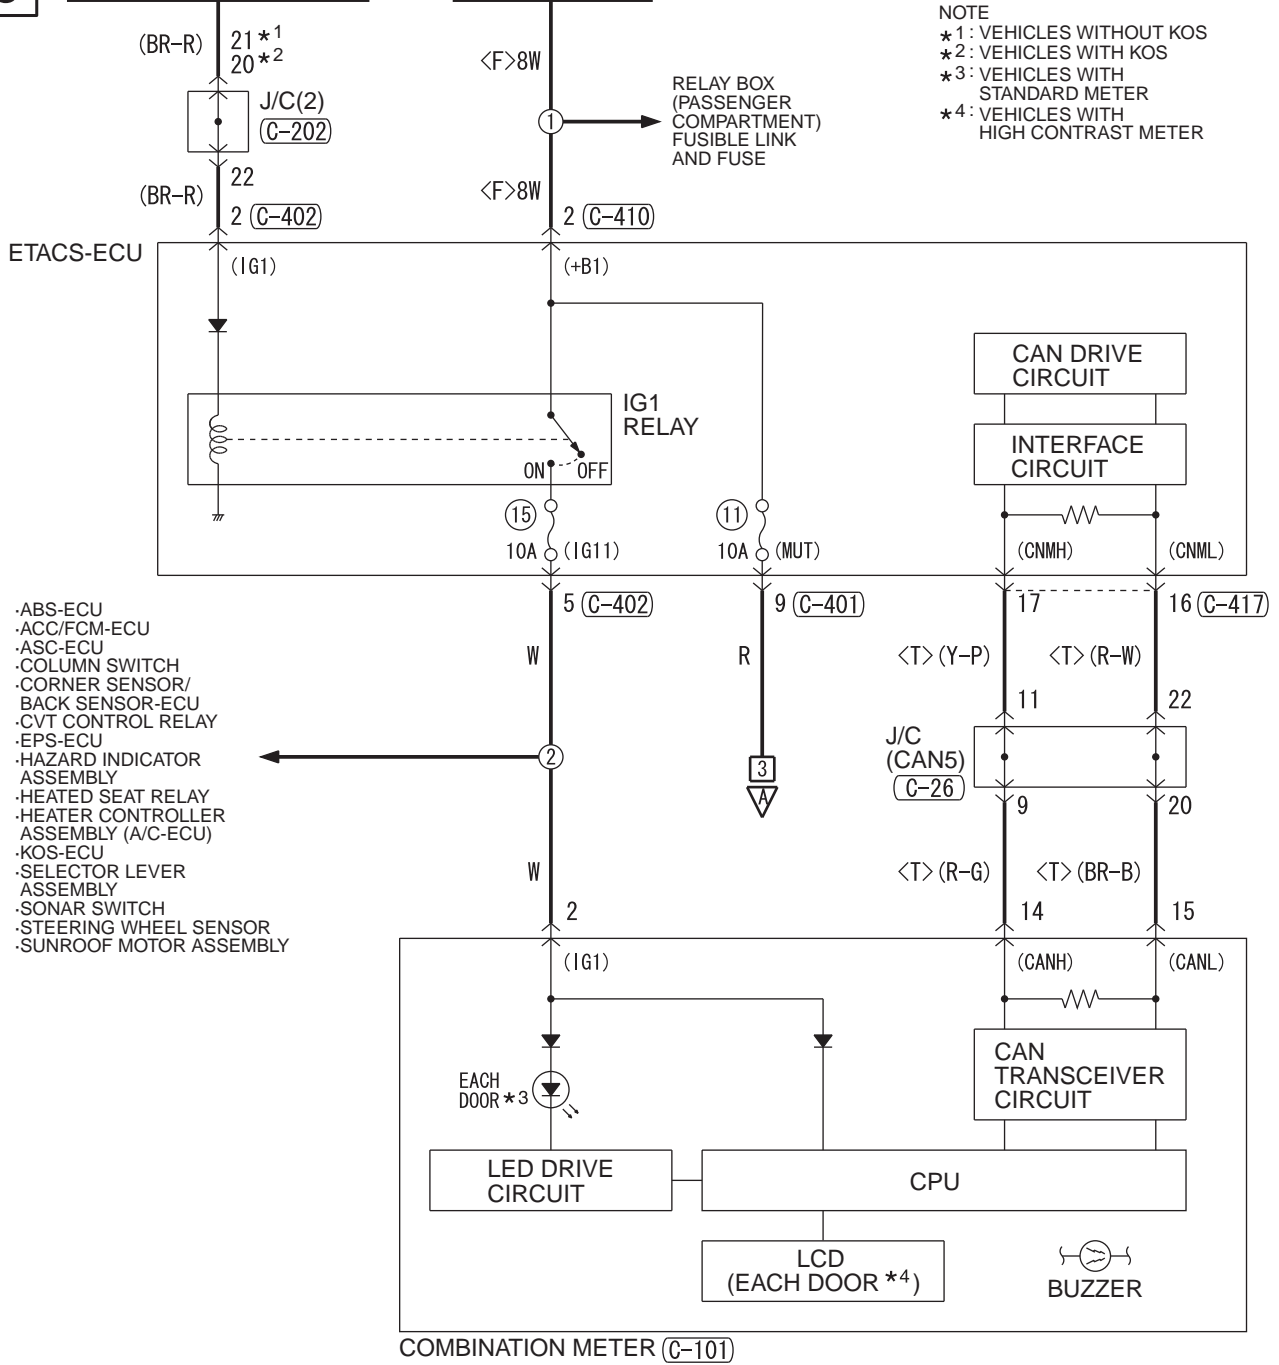 NOTE
*1: VEHICLES WITHOUT KOS
*2: VEHICLES WITH KOS
*3: VEHICLES WITH
STANDARD METER
*4: VEHICLES WITH
HIGH CONTRAST METER
(BR-R)
21 *1
20 *2
J/C(2)
(C-202)
22
(BR-R)
2 (C-402)
<F>8W
1
RELAY BOX
(PASSENGER
COMPARTMENT)
FUSIBLE LINK
AND FUSE
<F>8W
2 (C-410)
ETACS-ECU
(IG1)
(+B1)
CAN DRIVE
CIRCUIT
IG1
RELAY
ON
OFF
INTERFACE
CIRCUIT
15
10A
(IG11)
11
10A
(MUT)
(CNMH)
(CNML)
5 (C-402)
9 (C-401)
17
16 (C-417)
·ABS-ECU
·ACC/FCM-ECU
·ASC-ECU
·COLUMN SWITCH
·CORNER SENSOR/
BACK SENSOR-ECU
·CVT CONTROL RELAY
·EPS-ECU
·HAZARD INDICATOR
ASSEMBLY
·HEATED SEAT RELAY
·HEATER CONTROLLER
ASSEMBLY (A/C-ECU)
·KOS-ECU
·SELECTOR LEVER
ASSEMBLY
·SONAR SWITCH
·STEERING WHEEL SENSOR
·SUNROOF MOTOR ASSEMBLY
W
R
<T>(Y-P)
<T>(R-W)
11
22
2
3
A
J/C
(CAN5)
(C-26)
9
20
W
<T>(R-G)
<T>(BR-B)
2
14
15
(IG1)
(CANH)
(CANL)
EACH
DOOR *3
CAN
TRANSCEIVER
CIRCUIT
LED DRIVE
CIRCUIT
CPU
LCD
(EACH DOOR *4)
BUZZER
COMBINATION METER (C-101)